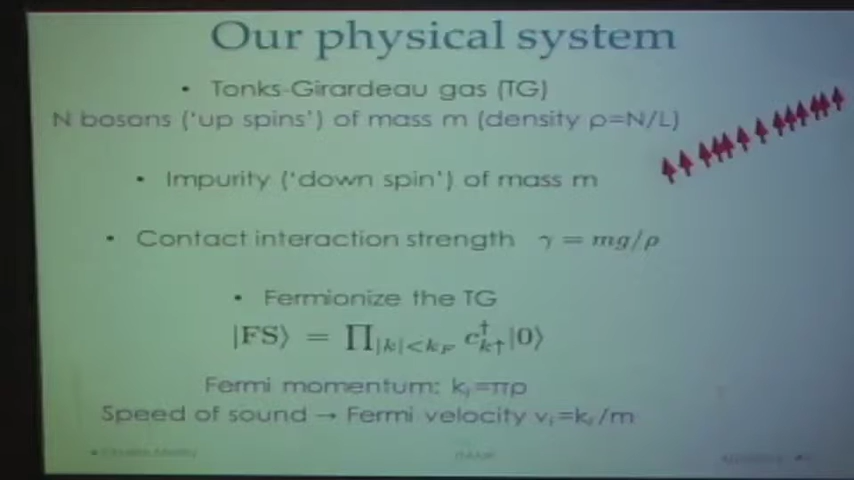 Our physical system
• Tonks-Girardeau gas (TG)
N bosons ('up spins') of mass m (density ρ=N/L)
• Impurity ('down spin') of mass m
• Contact interaction strength γ = mg/ρ
• Fermionize the TG
|FS⟩ = ∏|k|<kF c†k↑|0⟩
Fermi momentum: kf=πρ
Speed of sound → Fermi velocity vf=kf/m